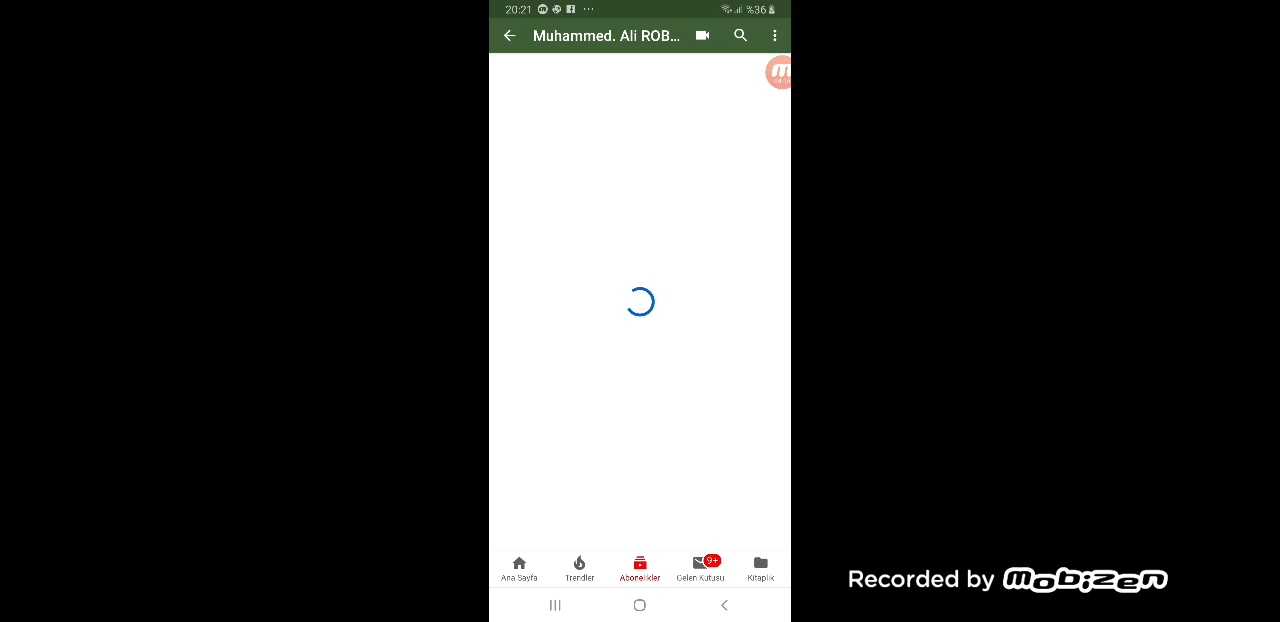 20:21 %36
Muhammed. Ali ROB...
Ana Sayfa
Trendler
Abonelikler
9+
Gelen Kutusu
Kitaplık
Recorded by mobizen